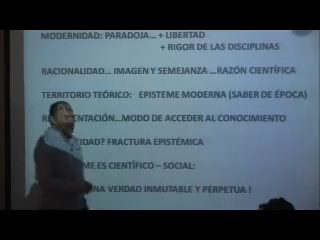 MODERNIDAD: PARADOJA... + LIBERTAD
+ RIGOR DE LAS DISCIPLINAS
RACIONALIDAD... IMAGEN Y SEMEJANZA ...RAZÓN CIENTÍFICA
TERRITORIO TEÓRICO: EPISTEME MODERNA (SABER DE ÉPOCA)
...MODO DE ACCEDER AL CONOCIMIENTO
FRACTURA EPISTÉMICA
ES CIENTÍFICO – SOCIAL:
VERDAD INMUTABLE Y PERPETUA !